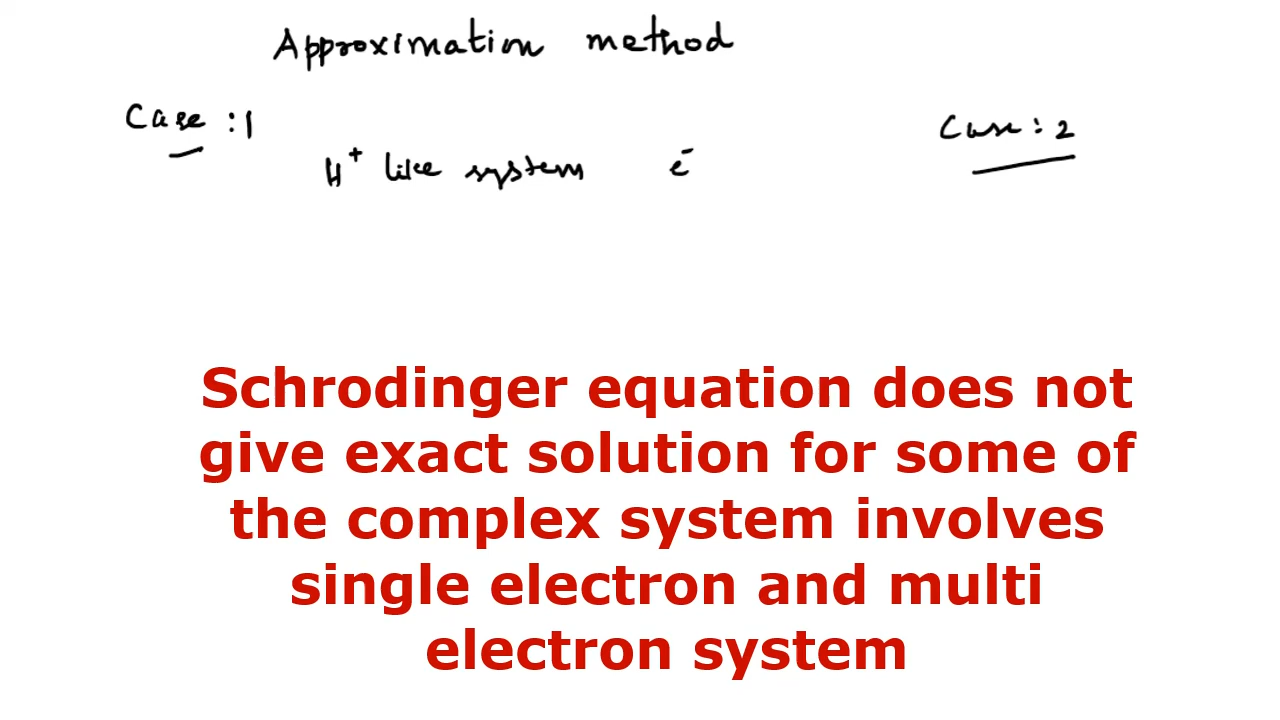 Approximation method
Case : 1
Case : 2
H⁺ like system e⁻
Schrodinger equation does not
give exact solution for some of
the complex system involves
single electron and multi
electron system